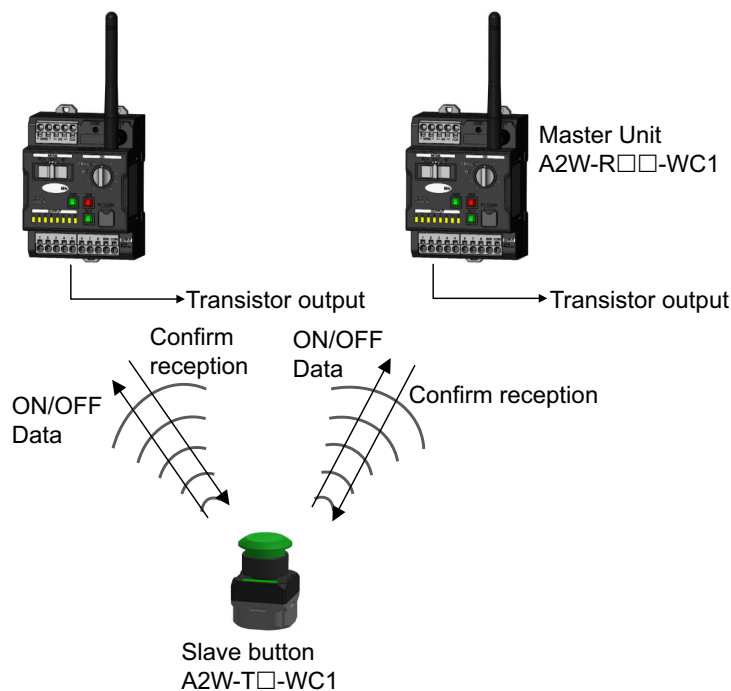 Master Unit
A2W-R□□-WC1
Transistor output
Transistor output
Confirm
reception
ON/OFF
Data
ON/OFF
Data
Confirm reception
Slave button
A2W-T□-WC1